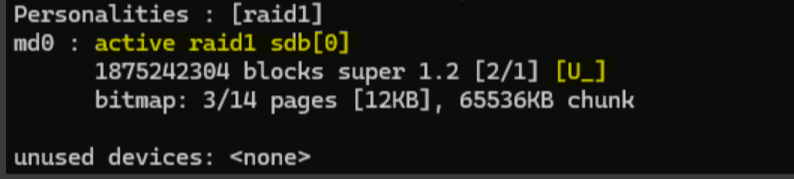 Personalities : [raid1]
md0 : active raid1 sdb[0]
1875242304 blocks super 1.2 [2/1] [U_]
bitmap: 3/14 pages [12KB], 65536KB chunk
unused devices: <none>